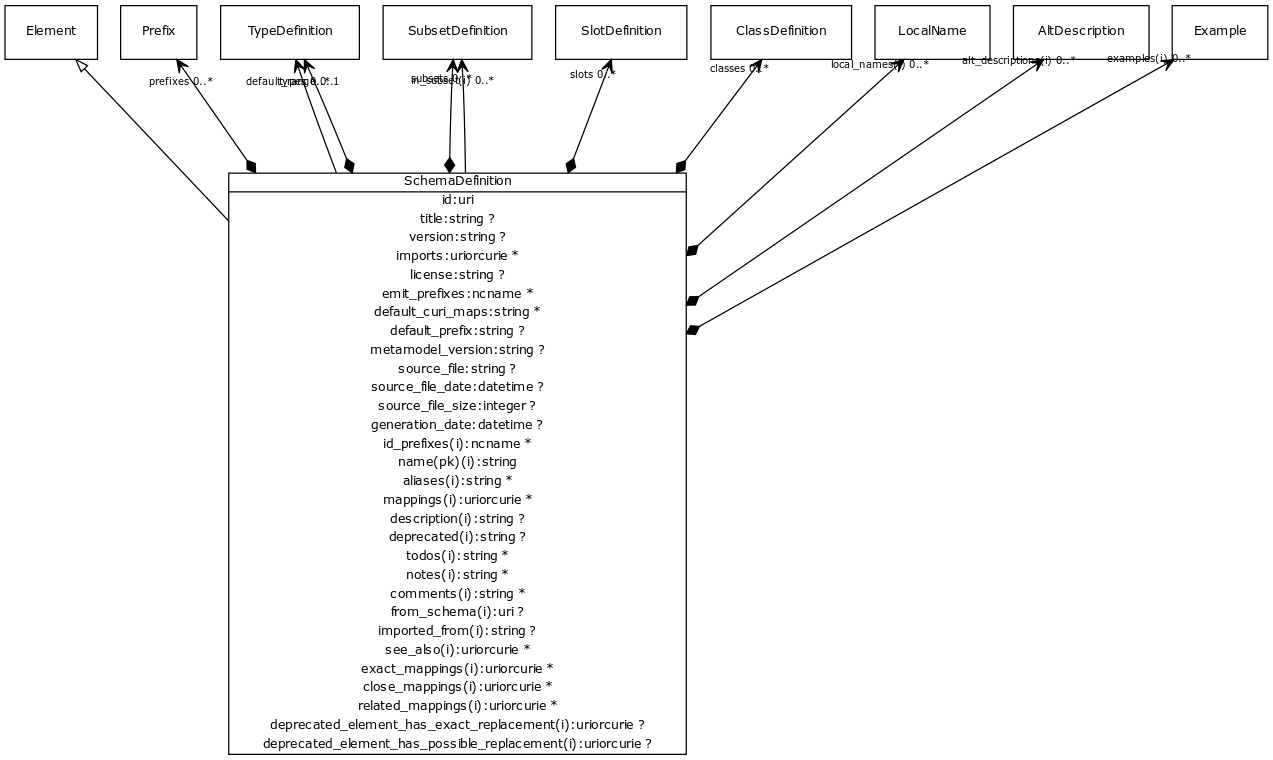 Element
Prefix
TypeDefinition
SubsetDefinition
SlotDefinition
ClassDefinition
LocalName
AltDescription
Example
prefixes 0..*
default_range 0..1
types 0..*
subsets 0..*
in_subset(i) 0..*
slots 0..*
classes 0..*
local_names(i) 0..*
alt_descriptions(i) 0..*
examples(i) 0..*
SchemaDefinition
id:uri
title:string ?
version:string ?
imports:uriorcurie *
license:string ?
emit_prefixes:ncname *
default_curi_maps:string *
default_prefix:string ?
metamodel_version:string ?
source_file:string ?
source_file_date:datetime ?
source_file_size:integer ?
generation_date:datetime ?
id_prefixes(i):ncname *
name(pk)(i):string
aliases(i):string *
mappings(i):uriorcurie *
description(i):string ?
deprecated(i):string ?
todos(i):string *
notes(i):string *
comments(i):string *
from_schema(i):uri ?
imported_from(i):string ?
see_also(i):uriorcurie *
exact_mappings(i):uriorcurie *
close_mappings(i):uriorcurie *
related_mappings(i):uriorcurie *
deprecated_element_has_exact_replacement(i):uriorcurie ?
deprecated_element_has_possible_replacement(i):uriorcurie ?